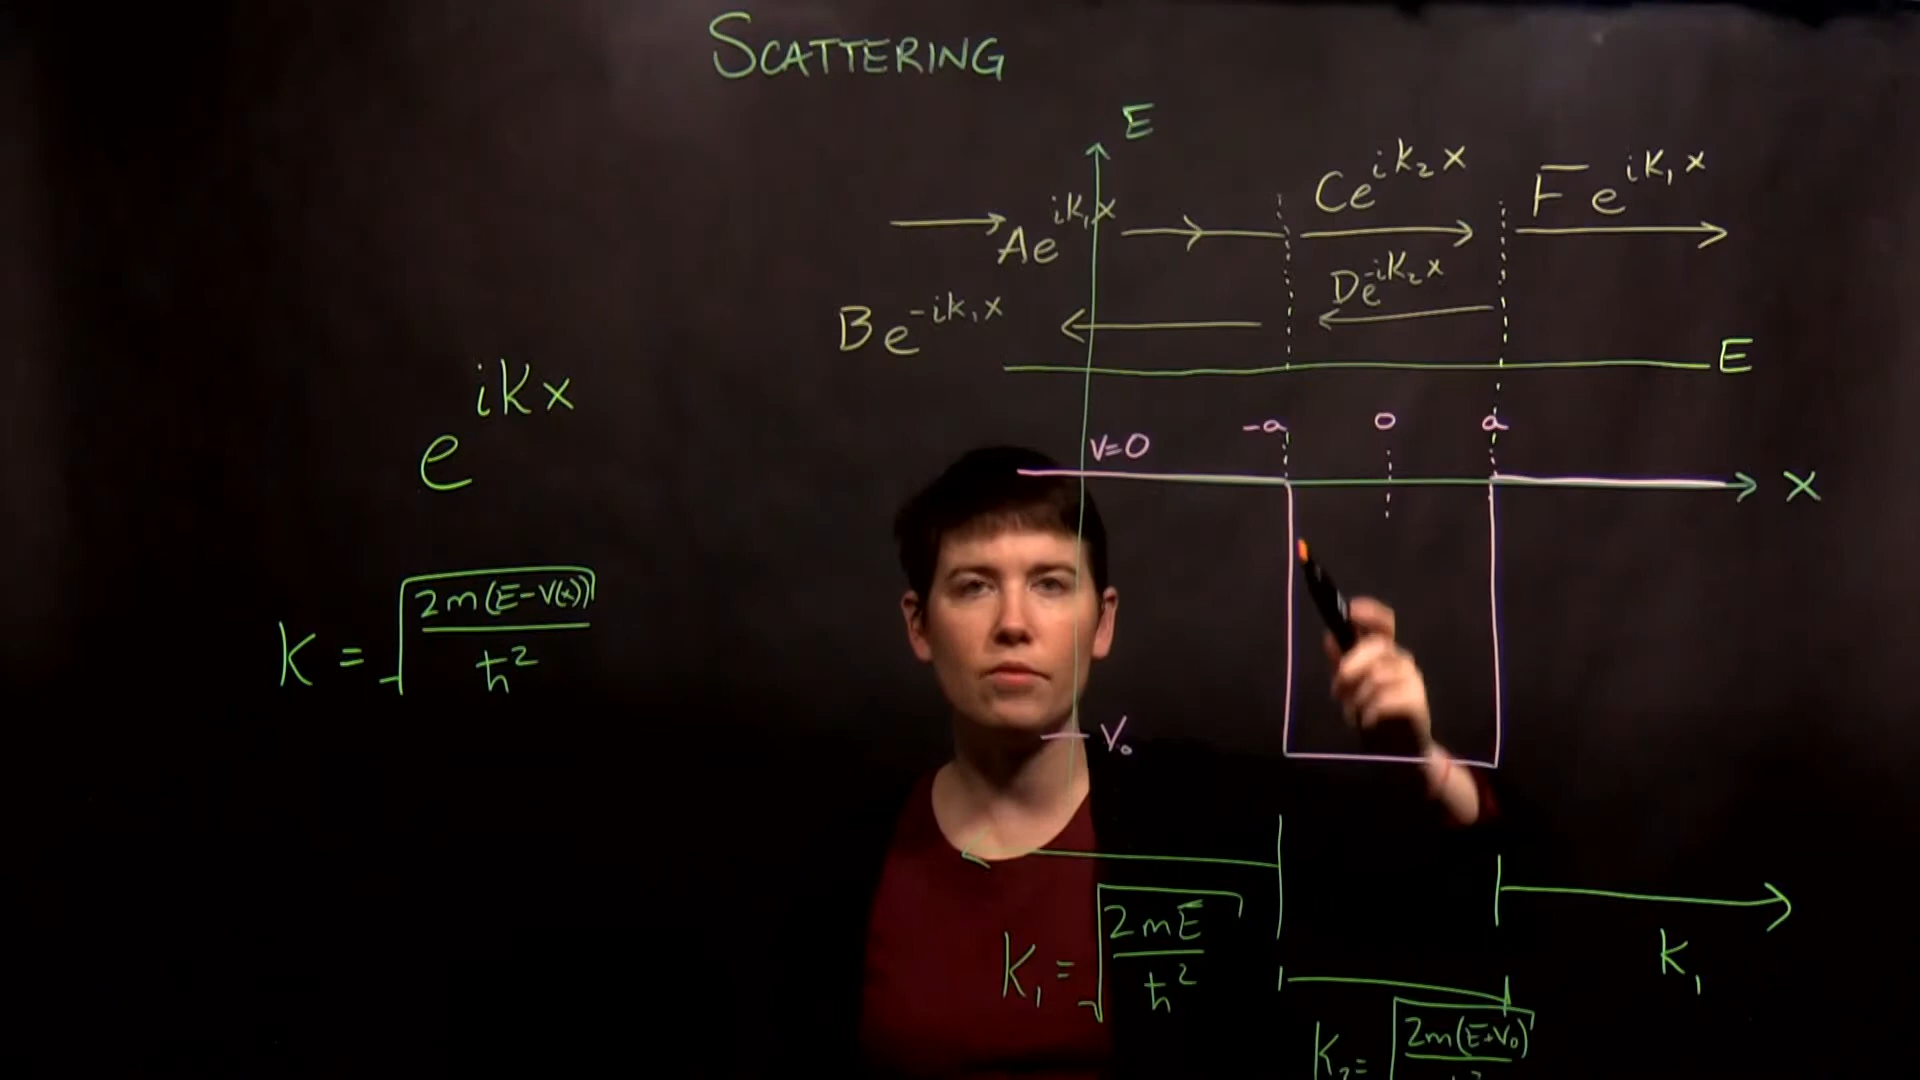 SCATTERING
E
Ae^{ik₁x}
Ce^{ik₂x}
Fe^{ik₁x}
Be^{-ik₁x}
De^{-ik₂x}
E
e^{ikx}
V=0
-a
0
a
x
k = √(2m(E-V(x))/ħ²)
V₀
k₁ = √(2mE/ħ²)
k₁
k₂ = √(2m(E+V₀)